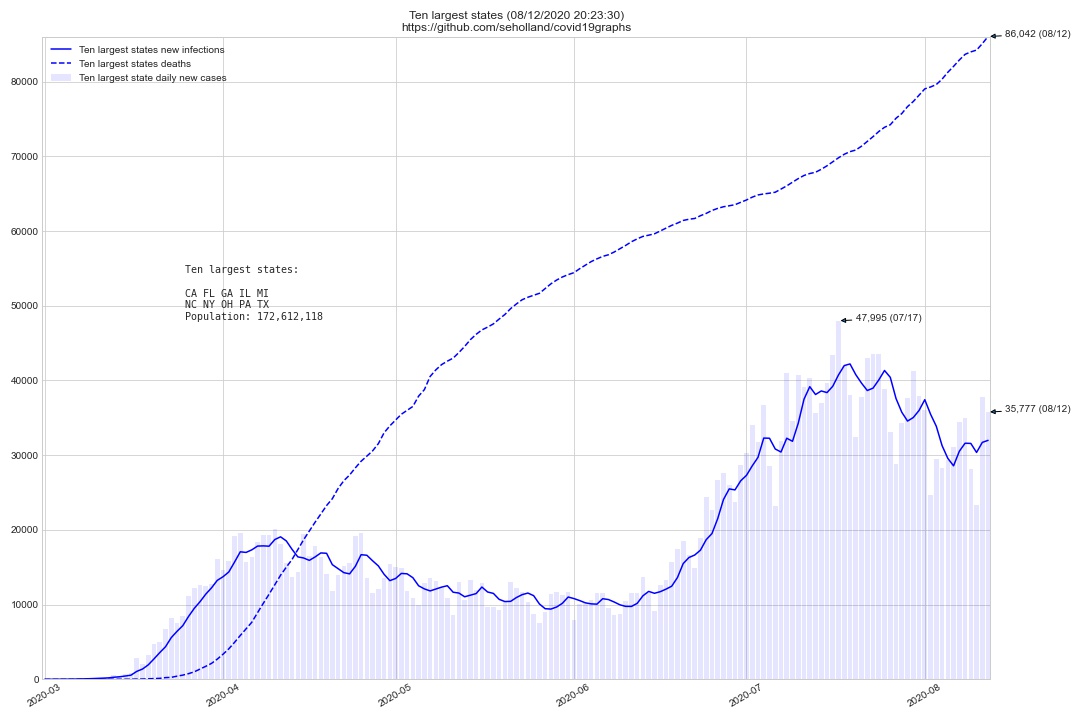 Ten largest states (08/12/2020 20:23:30)
https://github.com/seholland/covid19graphs
86,042 (08/12)
Ten largest states new infections
Ten largest states deaths
Ten largest state daily new cases
80000
70000
60000
Ten largest states:
CA FL GA IL MI
NC NY OH PA TX
Population: 172,612,118
50000
47,995 (07/17)
40000
35,777 (08/12)
30000
20000
10000
0
2020-03
2020-04
2020-05
2020-06
2020-07
2020-08